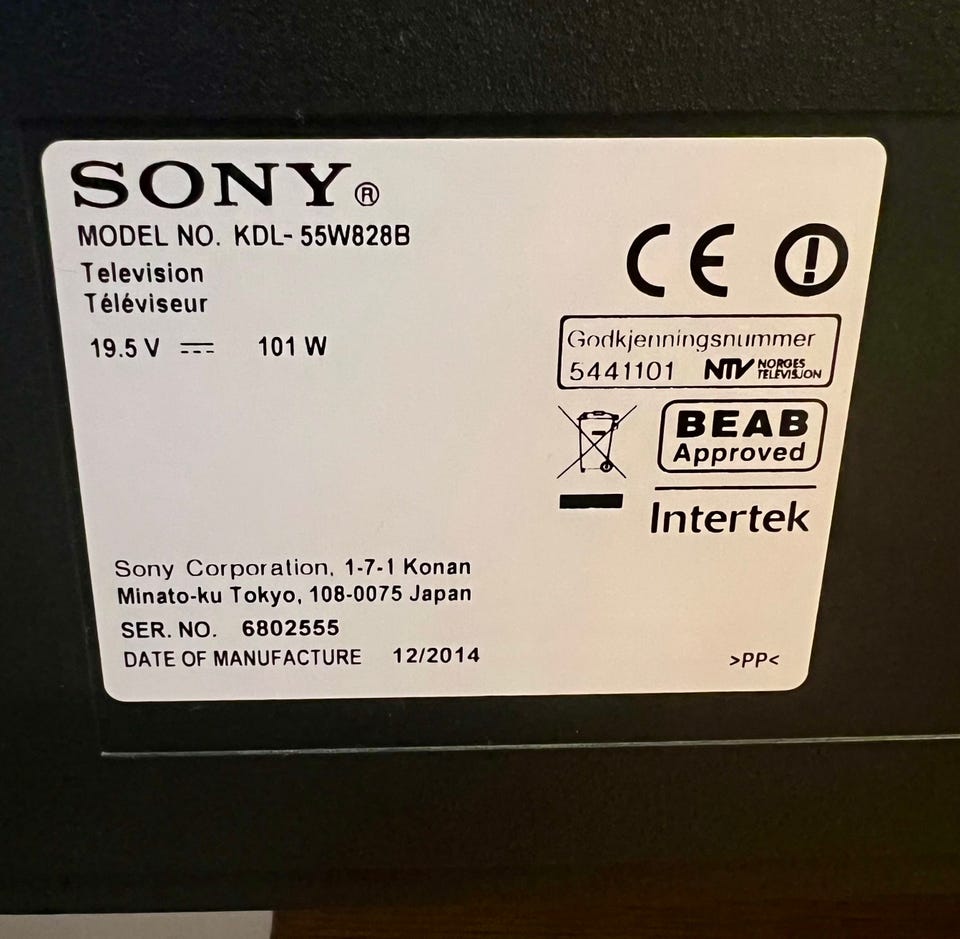 SONY®
MODEL NO. KDL-55W828B
Television
Téléviseur
19.5 V ⎓ 101 W
CE
Godkjenningsnummer
5441101 NTV NORGES TELEVISJON
BEAB
Approved
Intertek
Sony Corporation, 1-7-1 Konan
Minato-ku Tokyo, 108-0075 Japan
SER. NO. 6802555
DATE OF MANUFACTURE 12/2014
>PP<